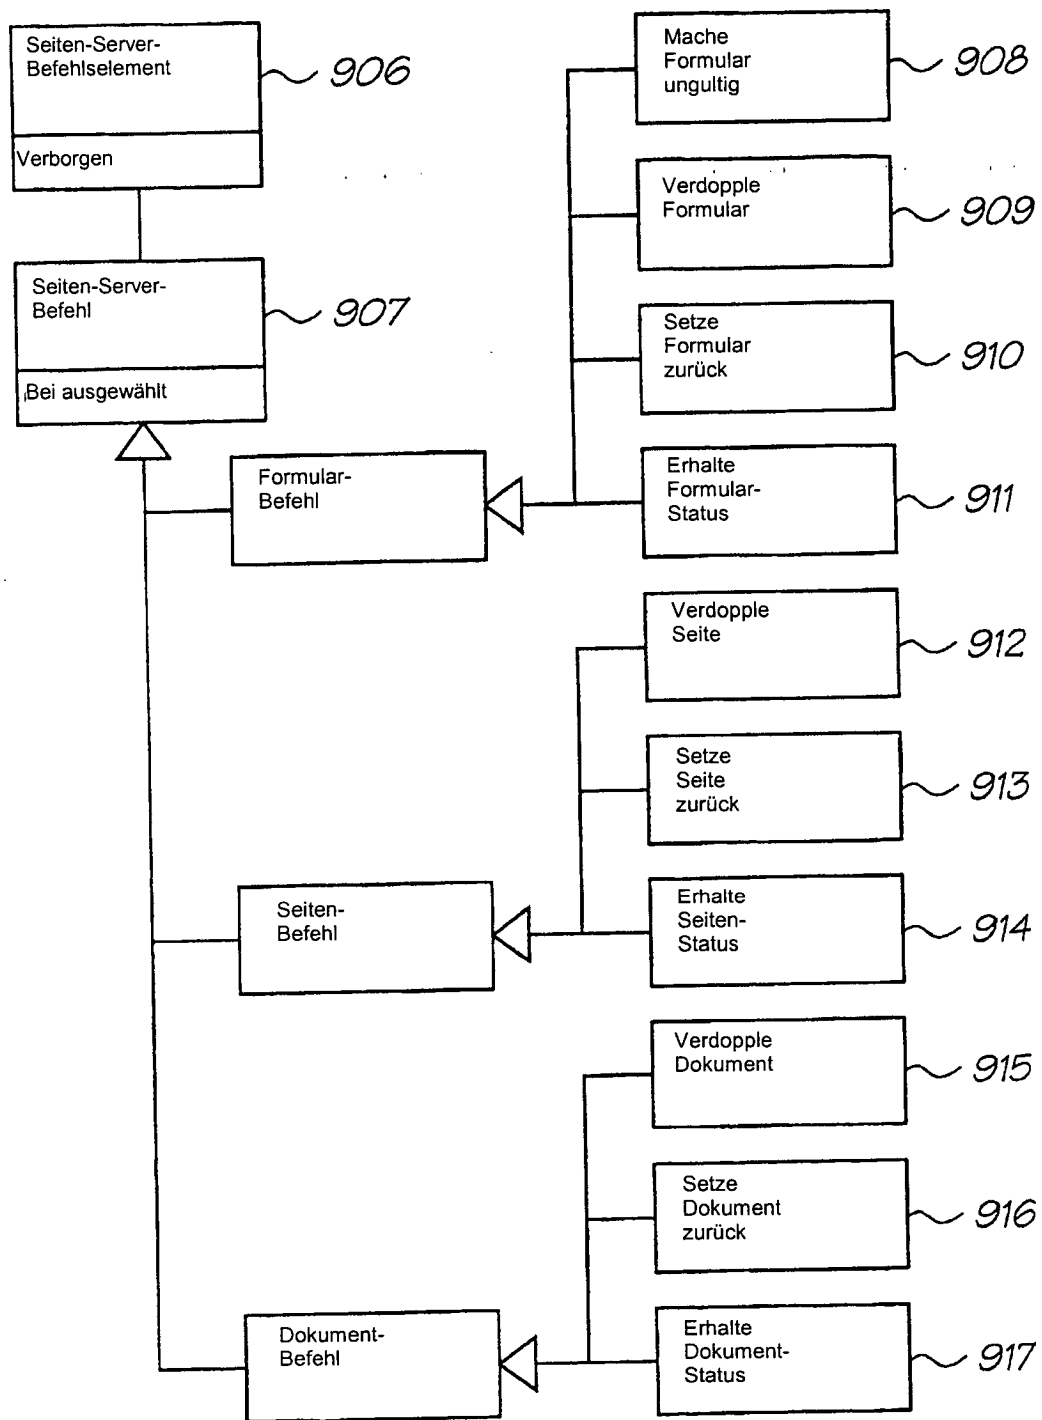 Seiten-Server-
Befehlselement
906
Verborgen
Seiten-Server-
Befehl
907
Bei ausgewählt
Mache
Formular
ungultig
908
Verdopple
Formular
909
Setze
Formular
zurück
910
Formular-
Befehl
Erhalte
Formular-
Status
911
Verdopple
Seite
912
Setze
Seite
zurück
913
Seiten-
Befehl
Erhalte
Seiten-
Status
914
Verdopple
Dokument
915
Setze
Dokument
zurück
916
Dokument-
Befehl
Erhalte
Dokument-
Status
917